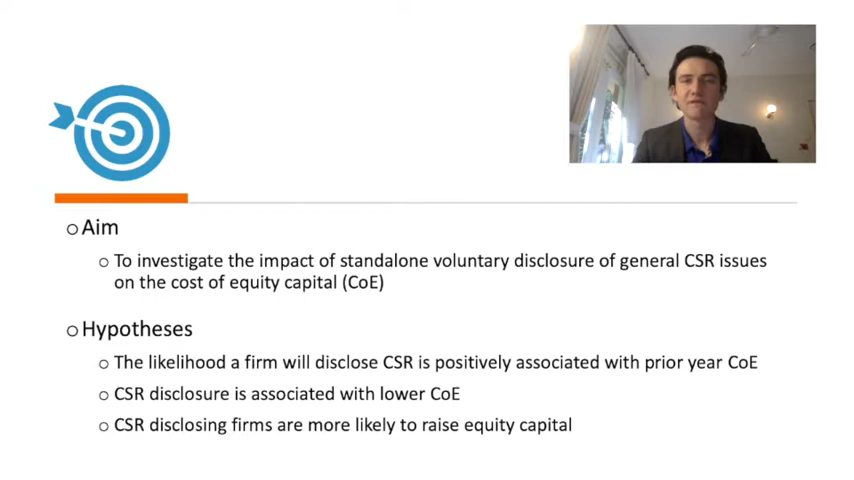 Aim
To investigate the impact of standalone voluntary disclosure of general CSR issues
on the cost of equity capital (CoE)
Hypotheses
The likelihood a firm will disclose CSR is positively associated with prior year CoE
CSR disclosure is associated with lower CoE
CSR disclosing firms are more likely to raise equity capital